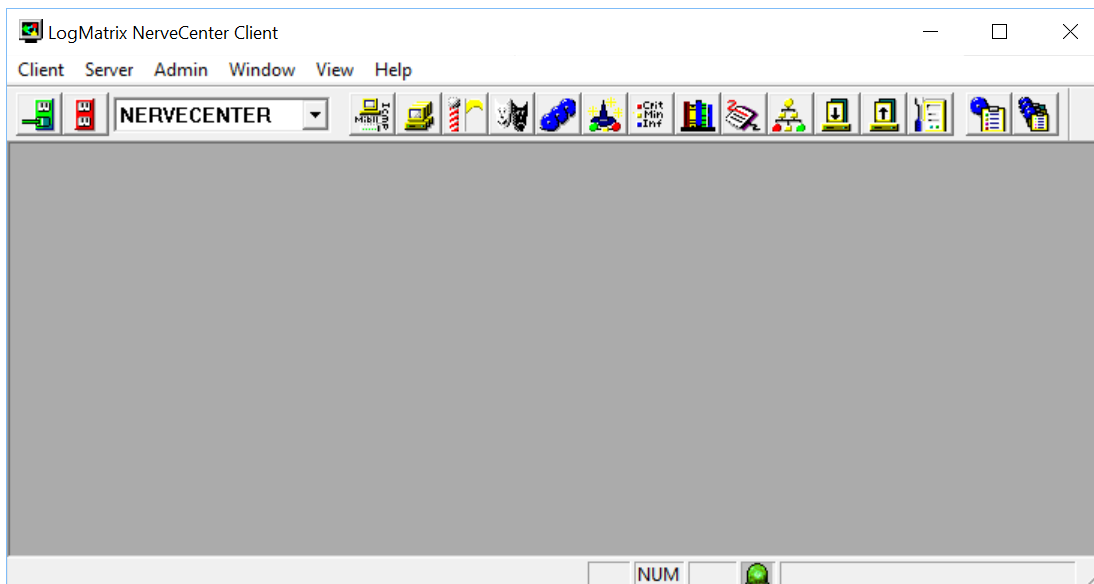 LogMatrix NerveCenter Client
Client Server Admin Window View Help
NERVECENTER
Crit
Min
Inf
NUM